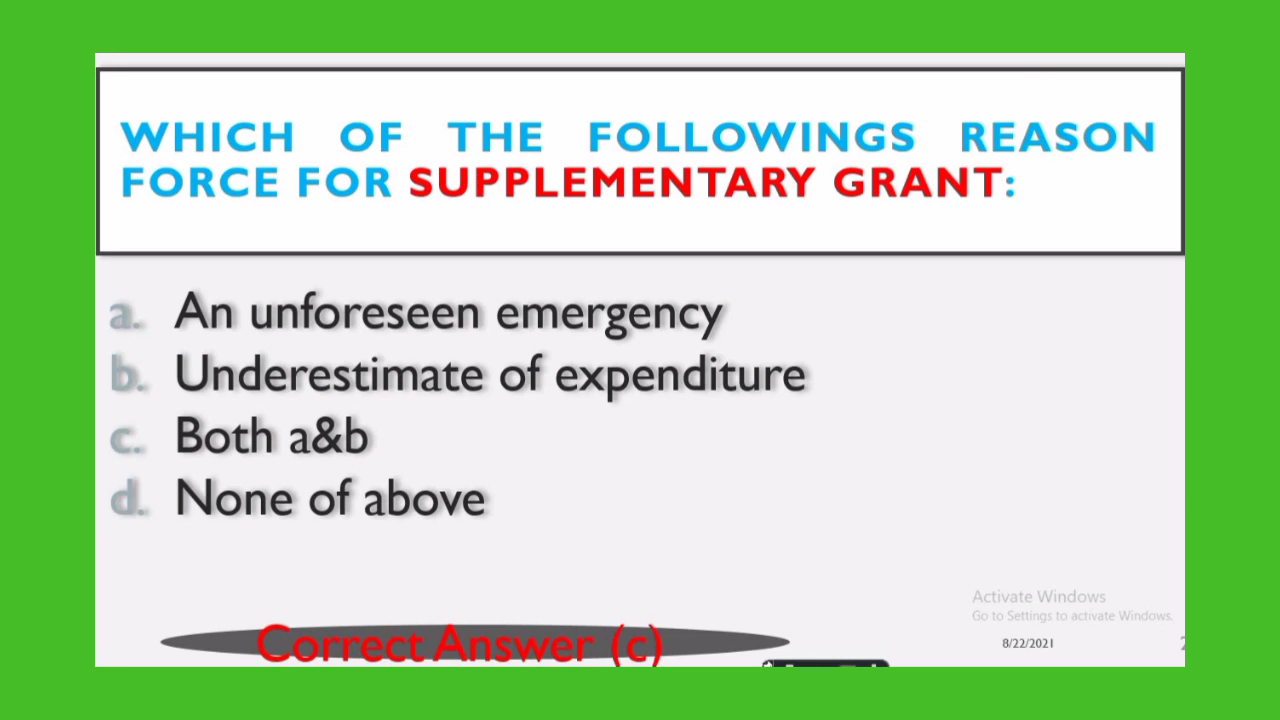 WHICH OF THE FOLLOWINGS REASON
FORCE FOR SUPPLEMENTARY GRANT:
a. An unforeseen emergency
b. Underestimate of expenditure
c. Both a&b
d. None of above
Activate Windows
Go to Settings to activate Windows.
8/22/2021
Correct Answer (c)